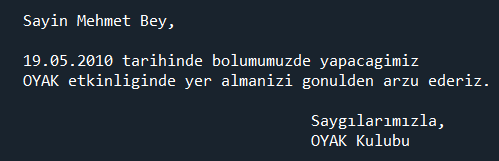 Sayin Mehmet Bey,
19.05.2010 tarihinde bolumumuzde yapacagimiz
OYAK etkinliginde yer almanizi gonulden arzu ederiz.
Saygılarımızla,
OYAK Kulubu